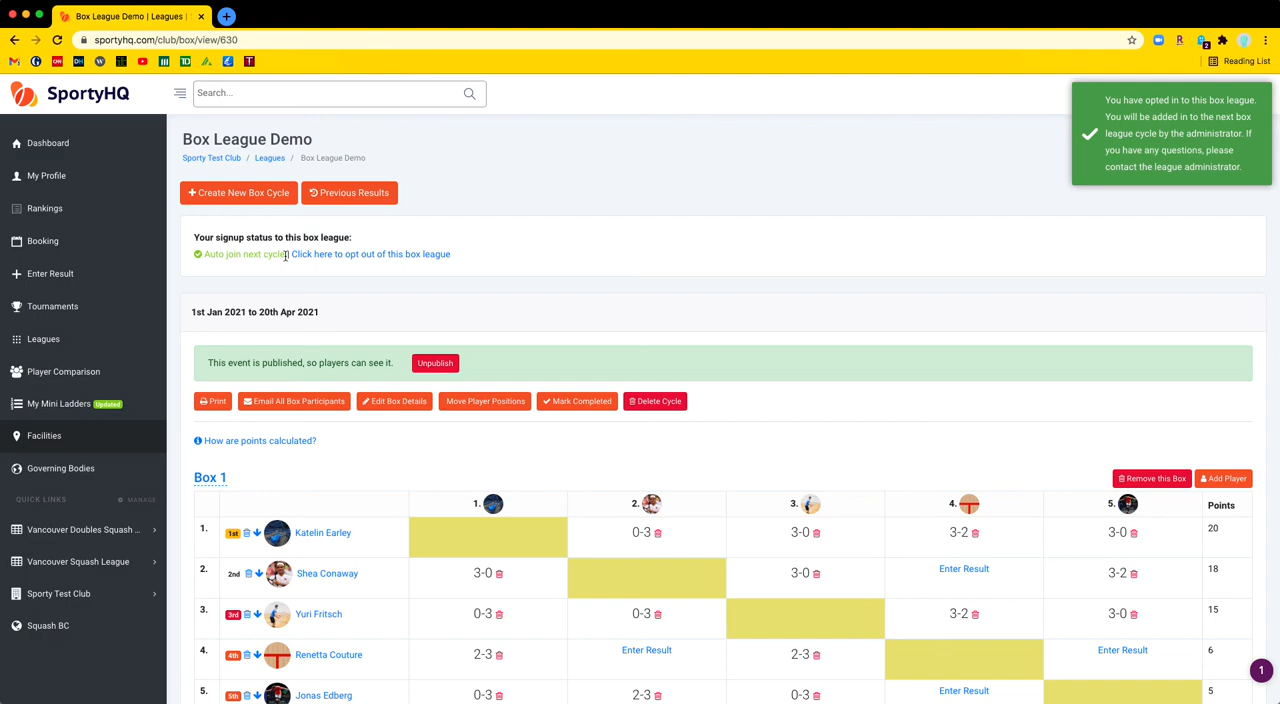 Box League Demo | Leagues |
sportyhq.com/club/box/view/630
Reading List
SportyHQ
Search...
You have opted in to this box league.
You will be added in to the next box
league cycle by the administrator. If
you have any questions, please
contact the league administrator.
Dashboard
My Profile
Rankings
Booking
Enter Result
Tournaments
Leagues
Player Comparison
My Mini Ladders Updated
Facilities
Governing Bodies
QUICK LINKS MANAGE
Vancouver Doubles Squash ...
Vancouver Squash League
Sporty Test Club
Squash BC
Box League Demo
Sporty Test Club / Leagues / Box League Demo
Create New Box Cycle Previous Results
Your signup status to this box league:
Auto join next cycle | Click here to opt out of this box league
1st Jan 2021 to 20th Apr 2021
This event is published, so players can see it. Unpublish
Print Email All Box Participants Edit Box Details Move Player Positions Mark Completed Delete Cycle
How are points calculated?
Box 1 Remove this Box Add Player
1. 2. 3. 4. 5. Points
1. 1st Katelin Earley 0-3 3-0 3-2 3-0 20
2. 2nd Shea Conaway 3-0 3-0 Enter Result 3-2 18
3. 3rd Yuri Fritsch 0-3 0-3 3-2 3-0 15
4. 4th Renetta Couture 2-3 Enter Result 2-3 Enter Result 6
5. 5th Jonas Edberg 0-3 2-3 0-3 Enter Result 5
1